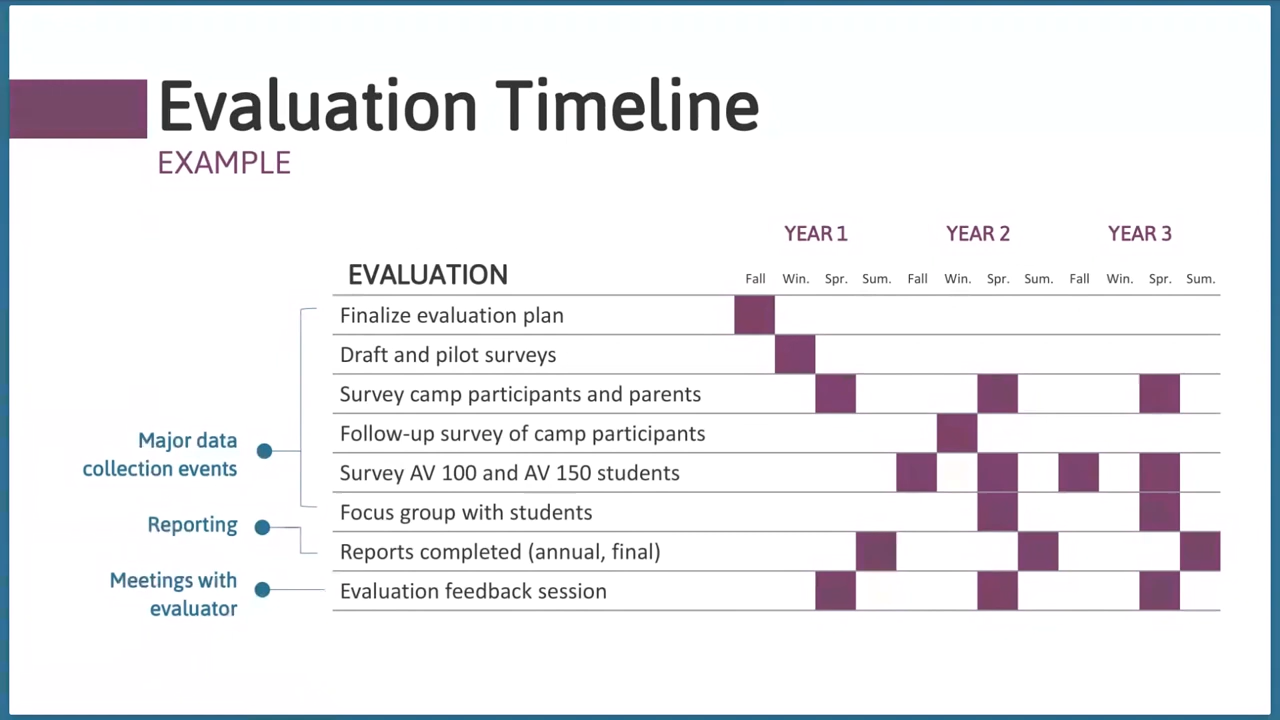 Evaluation Timeline
EXAMPLE
YEAR 1 YEAR 2 YEAR 3
EVALUATION Fall Win. Spr. Sum. Fall Win. Spr. Sum. Fall Win. Spr. Sum.
Finalize evaluation plan
Draft and pilot surveys
Survey camp participants and parents
Follow-up survey of camp participants
Survey AV 100 and AV 150 students
Focus group with students
Reports completed (annual, final)
Evaluation feedback session
Major data
collection events
Reporting
Meetings with
evaluator